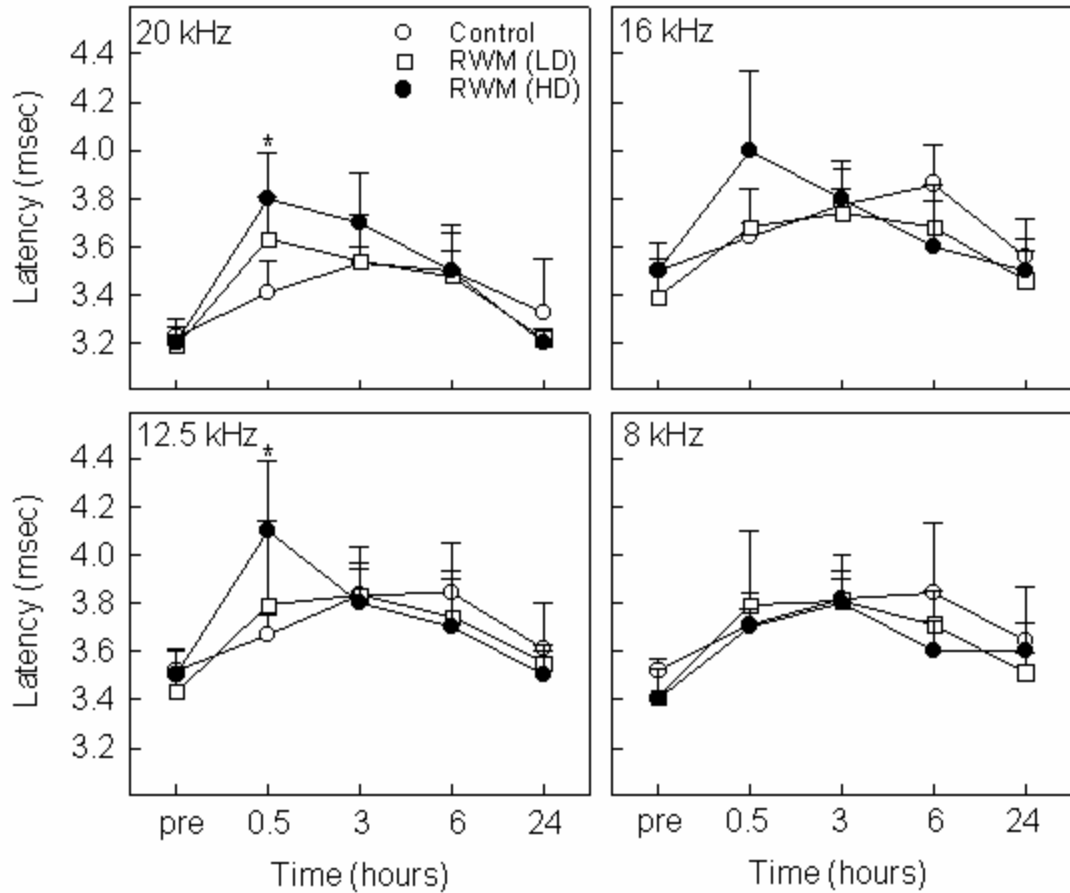 20 kHz
Control
RWM (LD)
RWM (HD)
*
4.4
4.2
4.0
3.8
3.6
3.4
3.2
Latency (msec)
16 kHz
12.5 kHz
*
4.4
4.2
4.0
3.8
3.6
3.4
3.2
Latency (msec)
pre 0.5 3 6 24
Time (hours)
8 kHz
pre 0.5 3 6 24
Time (hours)